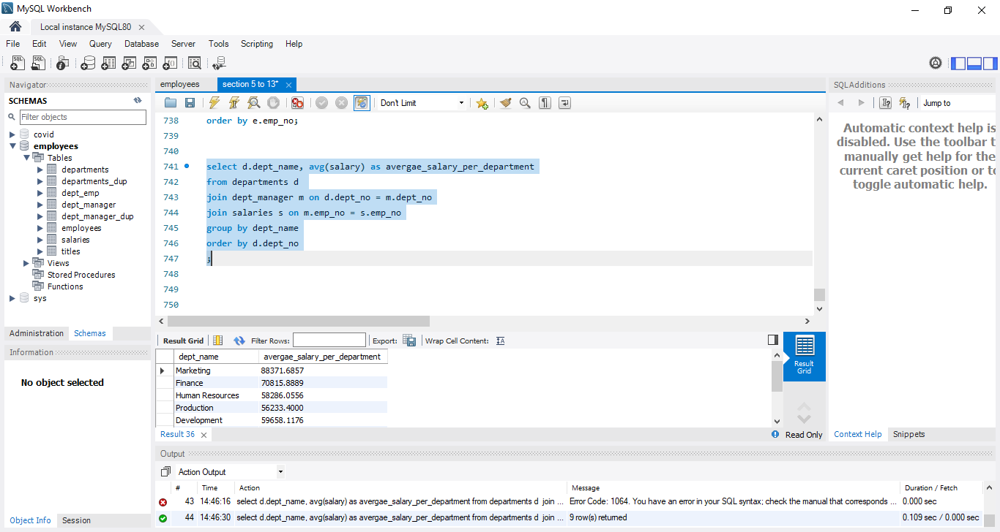 MySQL Workbench
Local instance MySQL80
File Edit View Query Database Server Tools Scripting Help
Navigator
SCHEMAS
Filter objects
covid
employees
Tables
departments
departments_dup
dept_emp
dept_manager
dept_manager_dup
employees
salaries
titles
Views
Stored Procedures
Functions
sys
Administration Schemas
Information
No object selected
Object Info Session
employees section 5 to 13*
Don't Limit
738 order by e.emp_no;
739
740
741 select d.dept_name, avg(salary) as avergae_salary_per_department
742 from departments d
743 join dept_manager m on d.dept_no = m.dept_no
744 join salaries s on m.emp_no = s.emp_no
745 group by dept_name
746 order by d.dept_no
747 ;
748
749
750
Result Grid Filter Rows: Export: Wrap Cell Content:
dept_name avergae_salary_per_department
Marketing 88371.6857
Finance 70815.8889
Human Resources 58286.0556
Production 56233.4000
Development 59658.1176
Result Grid
Result 36 Read Only
Output
Action Output
# Time Action Message Duration / Fetch
43 14:46:16 select d.dept_name, avg(salary) as avergae_salary_per_department from departments d join ... Error Code: 1064. You have an error in your SQL syntax; check the manual that corresponds ... 0.000 sec
44 14:46:30 select d.dept_name, avg(salary) as avergae_salary_per_department from departments d join ... 9 row(s) returned 0.109 sec / 0.000 sec
SQLAdditions
Jump to
Automatic context help is
disabled. Use the toolbar t
manually get help for the
current caret position or to
toggle automatic help.
Context Help Snippets